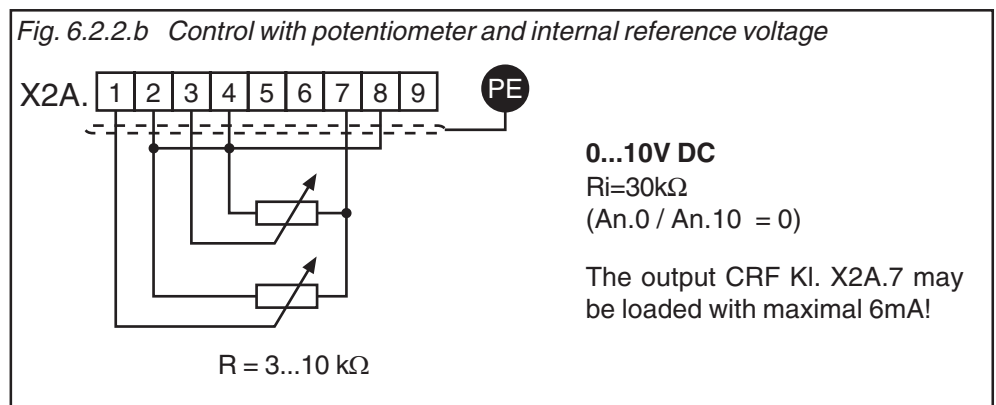 Fig. 6.2.2.b Control with potentiometer and internal reference voltage
X2A. 1 2 3 4 5 6 7 8 9 PE
0...10V DC
Ri=30kΩ
(An.0 / An.10 = 0)
The output CRF Kl. X2A.7 may
be loaded with maximal 6mA!
R = 3...10 kΩ